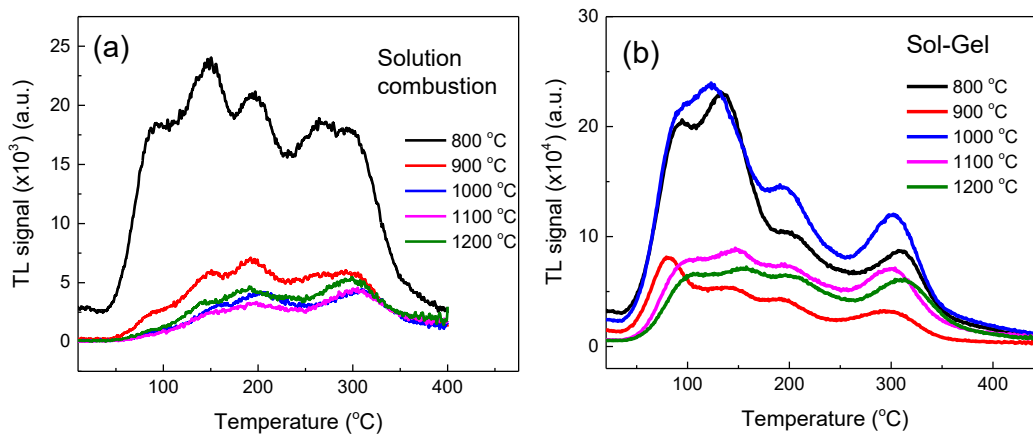 (a)
Solution
combustion
800 °C
900 °C
1000 °C
1100 °C
1200 °C
25
20
15
10
5
0
TL signal (x10³) (a.u.)
100 200 300 400
Temperature (°C)
(b)
Sol-Gel
800 °C
900 °C
1000 °C
1100 °C
1200 °C
30
20
10
0
TL signal (x10⁴) (a.u.)
100 200 300 400
Temperature (°C)